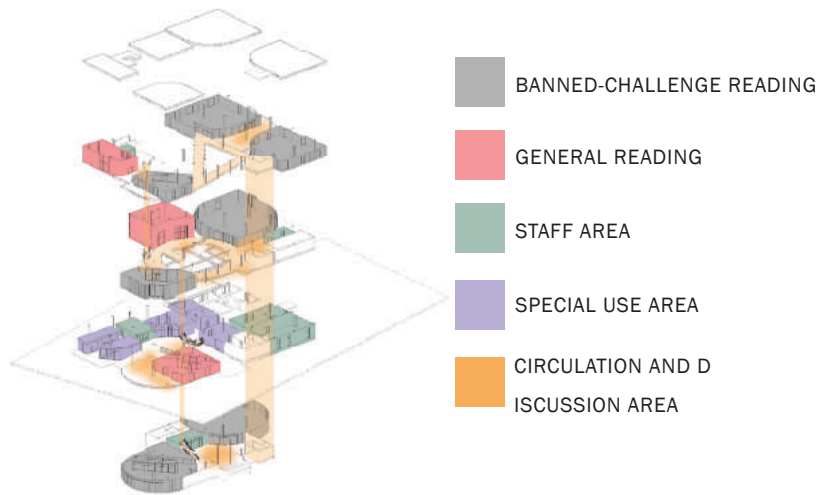 BANNED-CHALLENGE READING
GENERAL READING
STAFF AREA
SPECIAL USE AREA
CIRCULATION AND D
ISCUSSION AREA